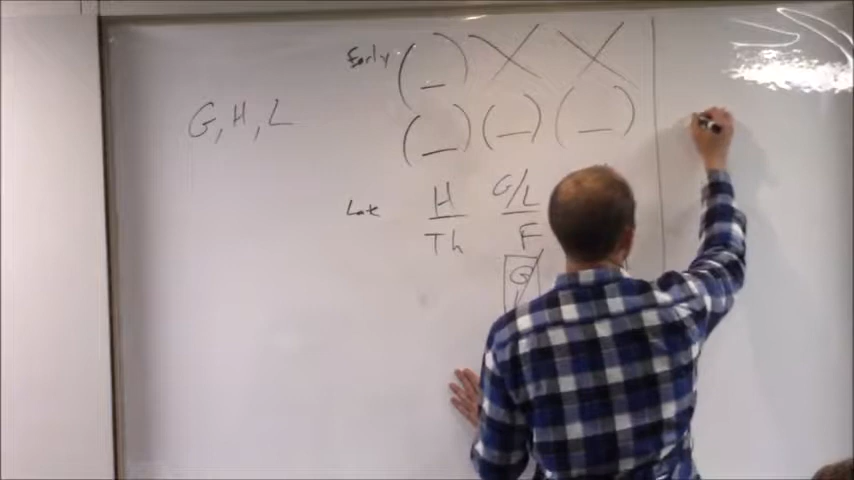 Early (_) X X
G, H, L
(_) (_) (_)
Late H G/L
Th F
G